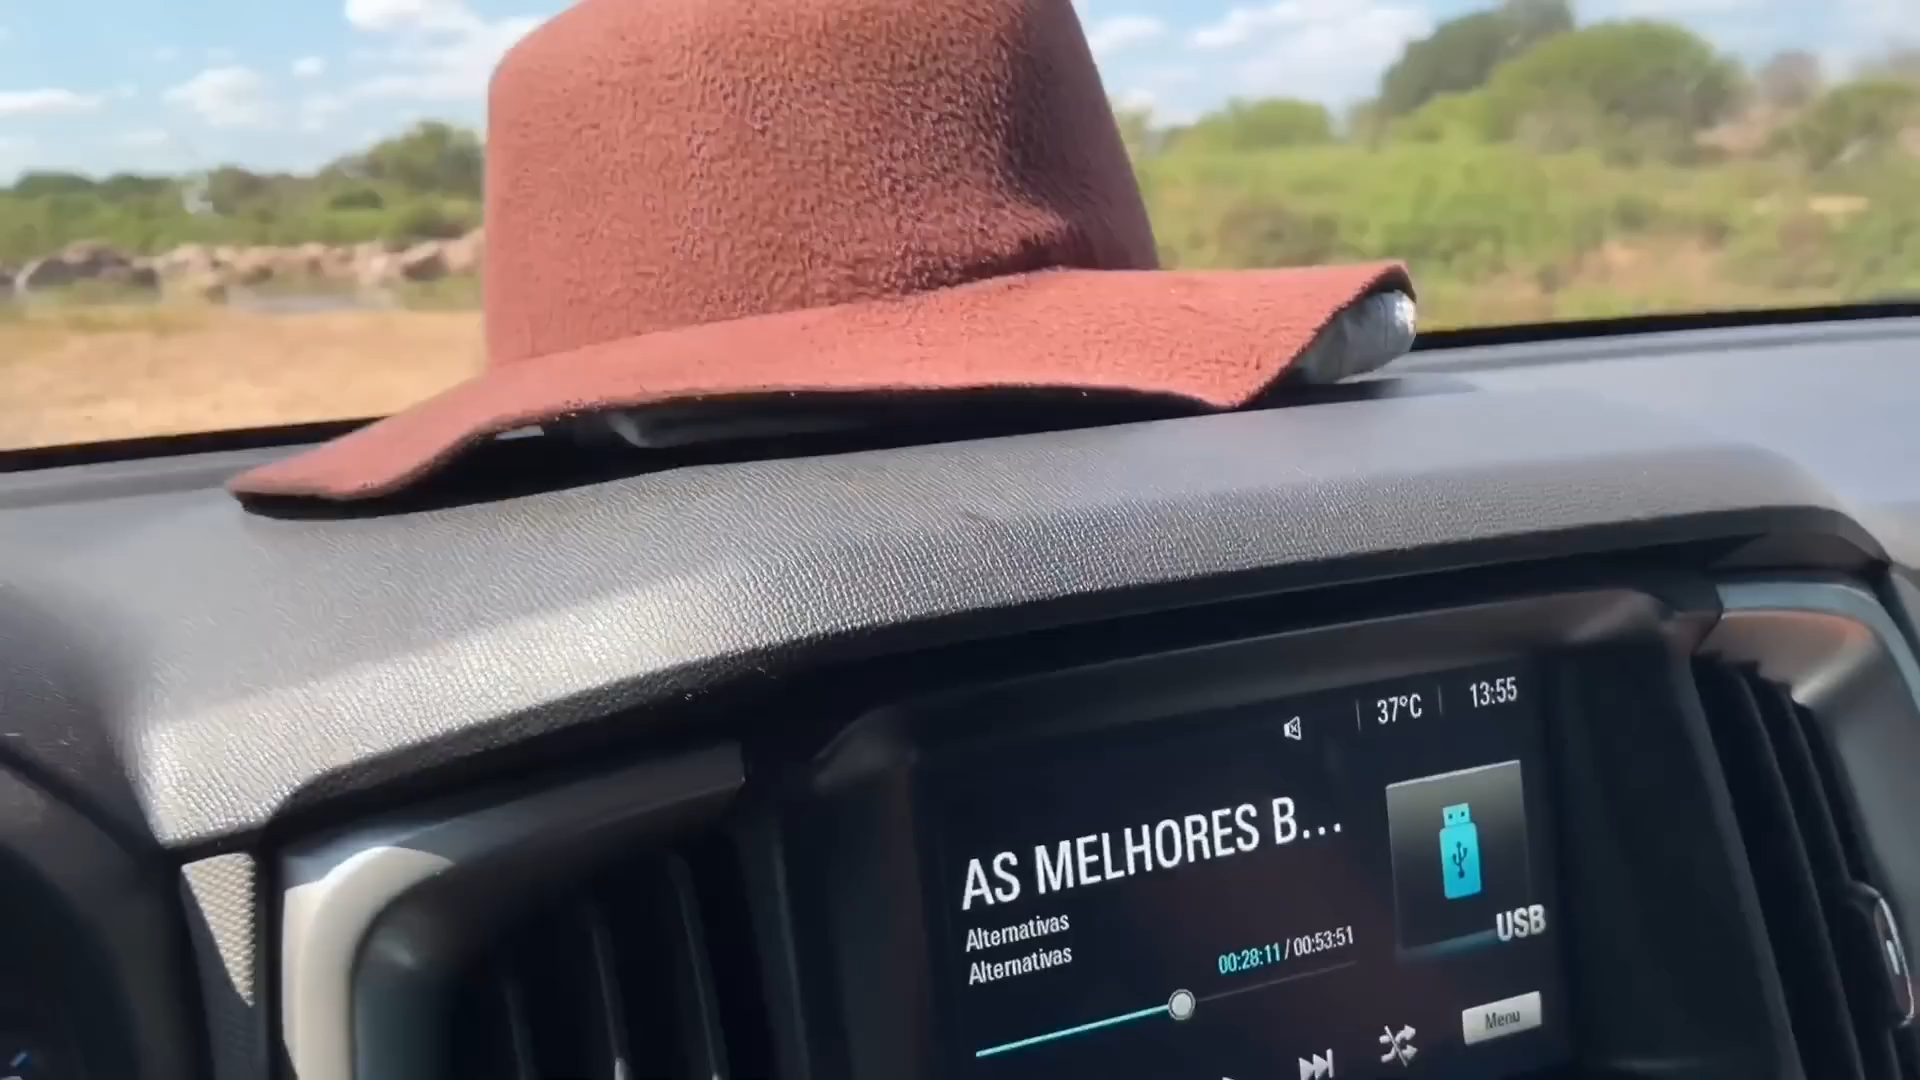 37°C
13:55
AS MELHORES B...
Alternativas
Alternativas
00:28:11 / 00:53:51
USB
Menu